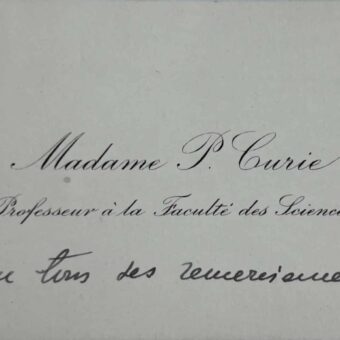 Madame P. Curie
Professeur à la Faculté des Science
tous ses remercieme